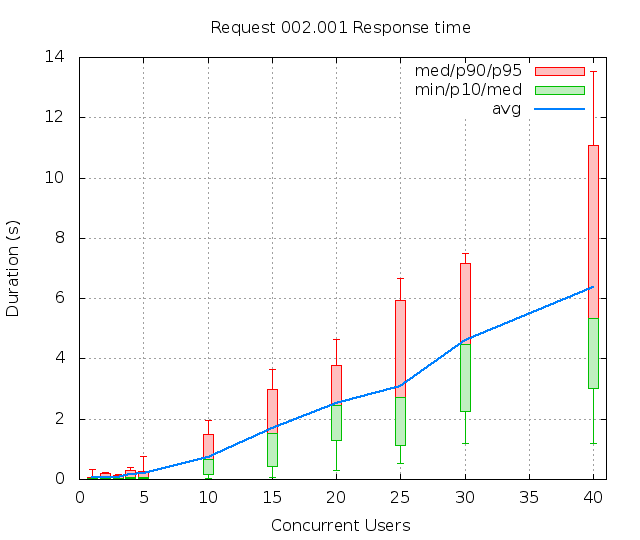 Request 002.001 Response time
14
12
10
8
6
4
2
0
Duration (s)
med/p90/p95
min/p10/med
avg
0 5 10 15 20 25 30 35 40
Concurrent Users